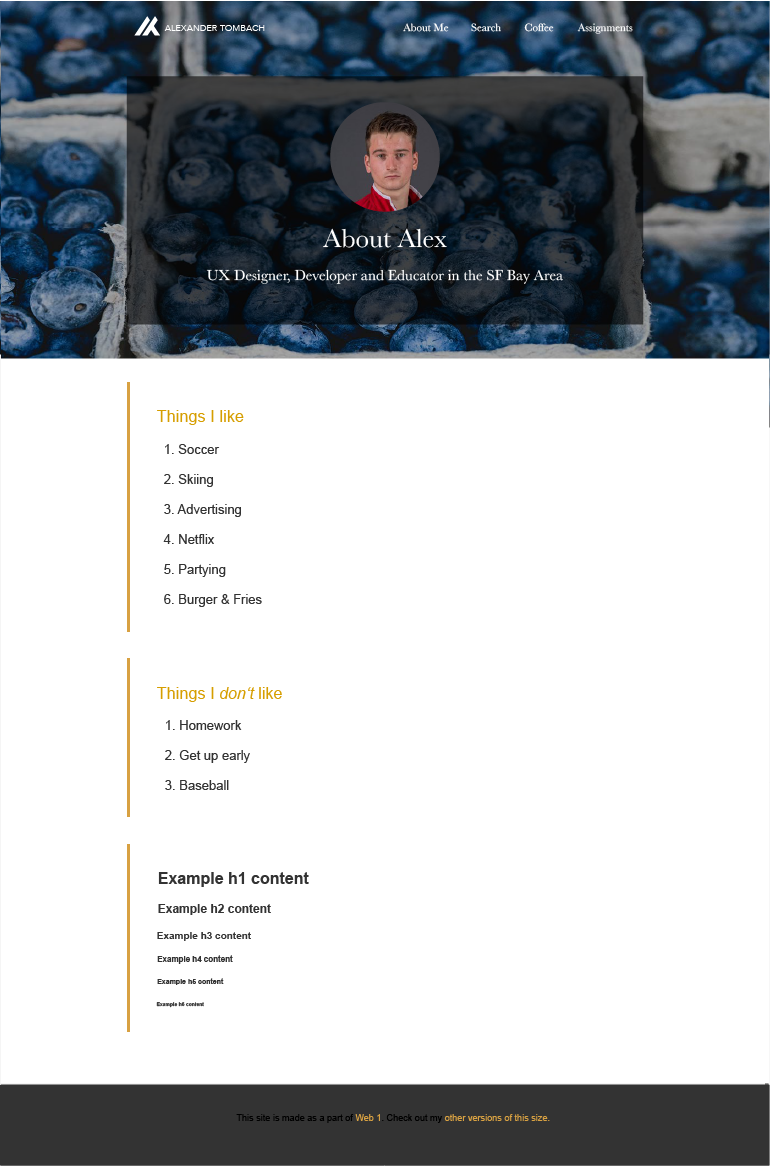 ALEXANDER TOMBACH About Me Search Coffee Assignments
About Alex
UX Designer, Developer and Educator in the SF Bay Area
Things I like
1. Soccer
2. Skiing
3. Advertising
4. Netflix
5. Partying
6. Burger & Fries
Things I don't like
1. Homework
2. Get up early
3. Baseball
Example h1 content
Example h2 content
Example h3 content
Example h4 content
Example h5 content
Example h6 content
This site is made as a part of Web 1. Check out my other versions of this size.